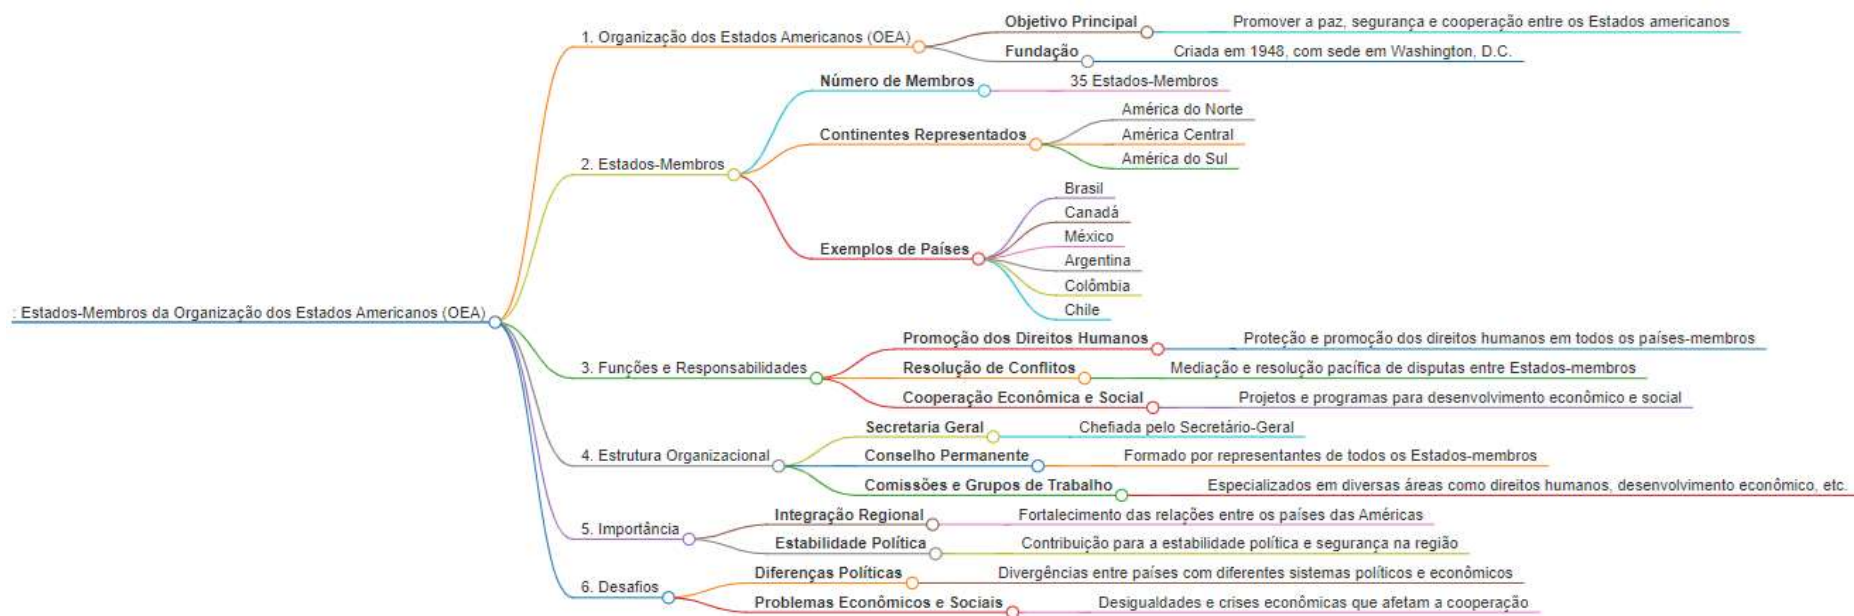 : Estados-Membros da Organização dos Estados Americanos (OEA)
1. Organização dos Estados Americanos (OEA)
Objetivo Principal
Promover a paz, segurança e cooperação entre os Estados americanos
Fundação
Criada em 1948, com sede em Washington, D.C.
2. Estados-Membros
Número de Membros
35 Estados-Membros
Continentes Representados
América do Norte
América Central
América do Sul
Exemplos de Países
Brasil
Canadá
México
Argentina
Colômbia
Chile
3. Funções e Responsabilidades
Promoção dos Direitos Humanos
Proteção e promoção dos direitos humanos em todos os países-membros
Resolução de Conflitos
Mediação e resolução pacífica de disputas entre Estados-membros
Cooperação Econômica e Social
Projetos e programas para desenvolvimento econômico e social
4. Estrutura Organizacional
Secretaria Geral
Chefiada pelo Secretário-Geral
Conselho Permanente
Formado por representantes de todos os Estados-membros
Comissões e Grupos de Trabalho
Especializados em diversas áreas como direitos humanos, desenvolvimento econômico, etc.
5. Importância
Integração Regional
Fortalecimento das relações entre os países das Américas
Estabilidade Política
Contribuição para a estabilidade política e segurança na região
6. Desafios
Diferenças Políticas
Divergências entre países com diferentes sistemas políticos e econômicos
Problemas Econômicos e Sociais
Desigualdades e crises econômicas que afetam a cooperação